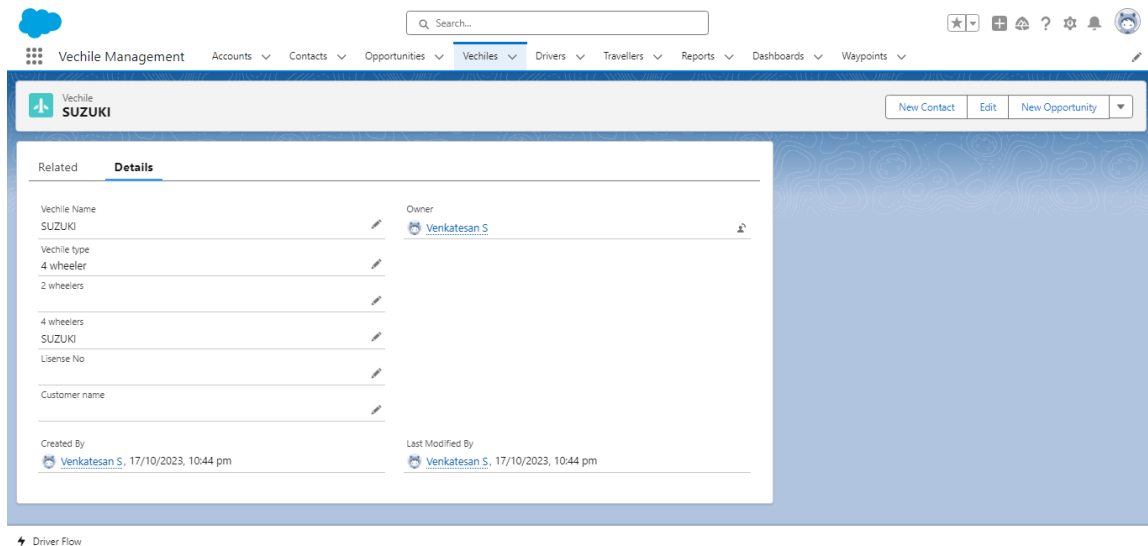 Search...
Vechile Management Accounts Contacts Opportunities Vechiles Drivers Travellers Reports Dashboards Waypoints
Vechile
SUZUKI
New Contact Edit New Opportunity
Related Details
Vechile Name
SUZUKI
Owner
Venkatesan S
Vechile type
4 wheeler
2 wheelers
4 wheelers
SUZUKI
Lisense No
Customer name
Created By
Venkatesan S, 17/10/2023, 10:44 pm
Last Modified By
Venkatesan S, 17/10/2023, 10:44 pm
Driver Flow